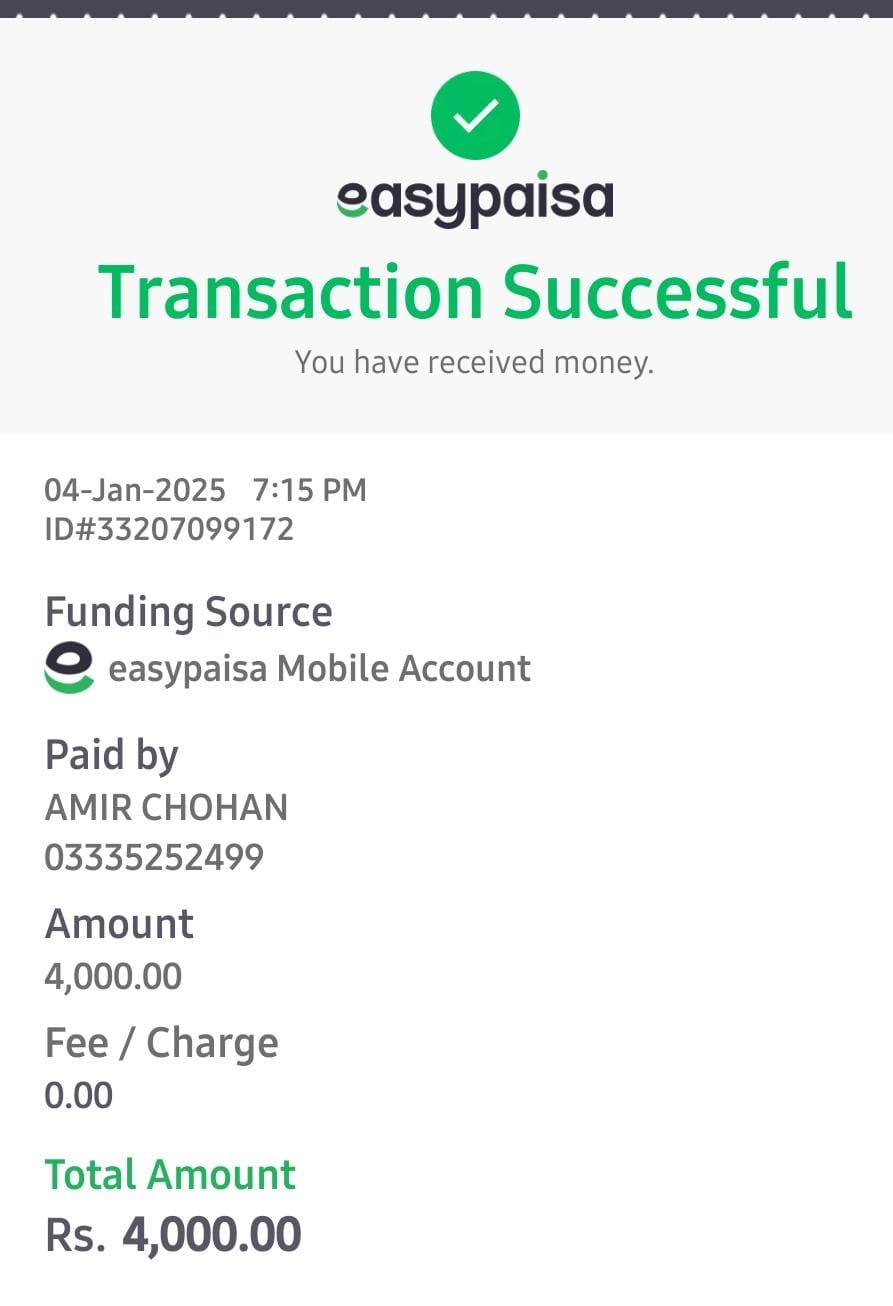 easypaisa
Transaction Successful
You have received money.
04-Jan-2025 7:15 PM
ID#33207099172
Funding Source
easypaisa Mobile Account
Paid by
AMIR CHOHAN
03335252499
Amount
4,000.00
Fee / Charge
0.00
Total Amount
Rs. 4,000.00